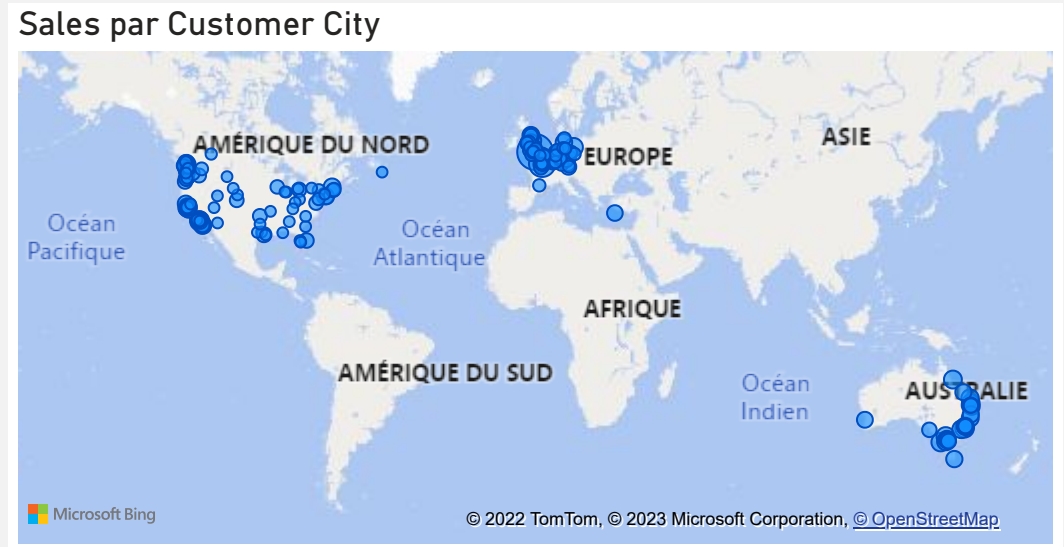 Sales par Customer City
AMÉRIQUE DU NORD
ASIE
EUROPE
Océan
Pacifique
Océan
Atlantique
AFRIQUE
AMÉRIQUE DU SUD
Océan
Indien
AUSTRALIE
Microsoft Bing
© 2022 TomTom, © 2023 Microsoft Corporation, © OpenStreetMap